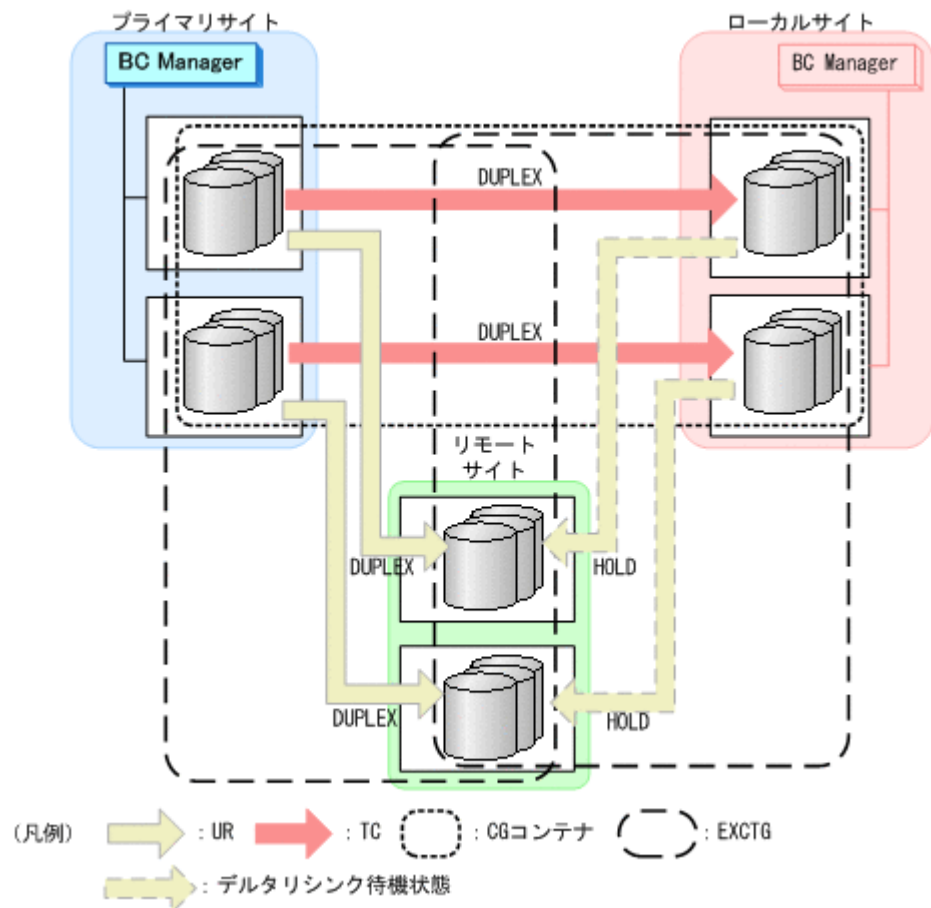 プライマリサイト
ローカルサイト
BC Manager
BC Manager
DUPLEX
DUPLEX
リモート
サイト
DUPLEX
HOLD
DUPLEX
HOLD
(凡例)
: UR
: TC
: CGコンテナ
: EXCTG
: デルタリシンク待機状態